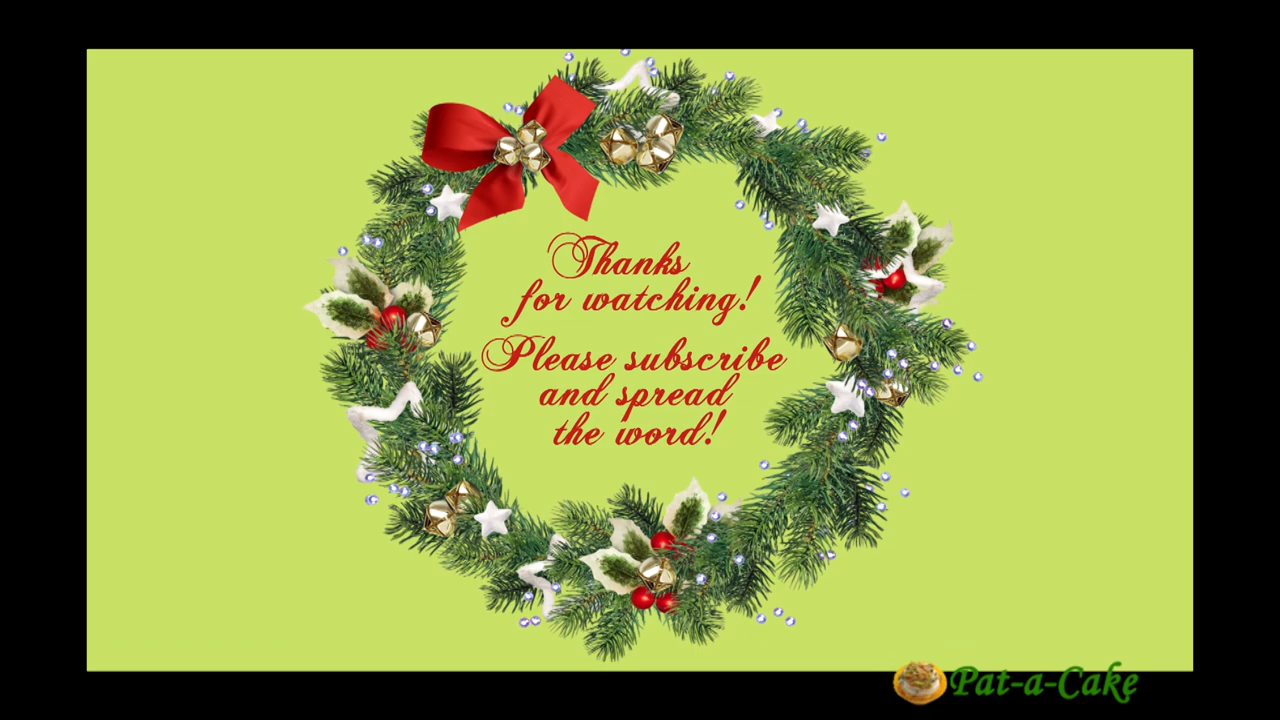 Thanks
for watching!
Please subscribe
and spread
the word!
Pat-a-Cake